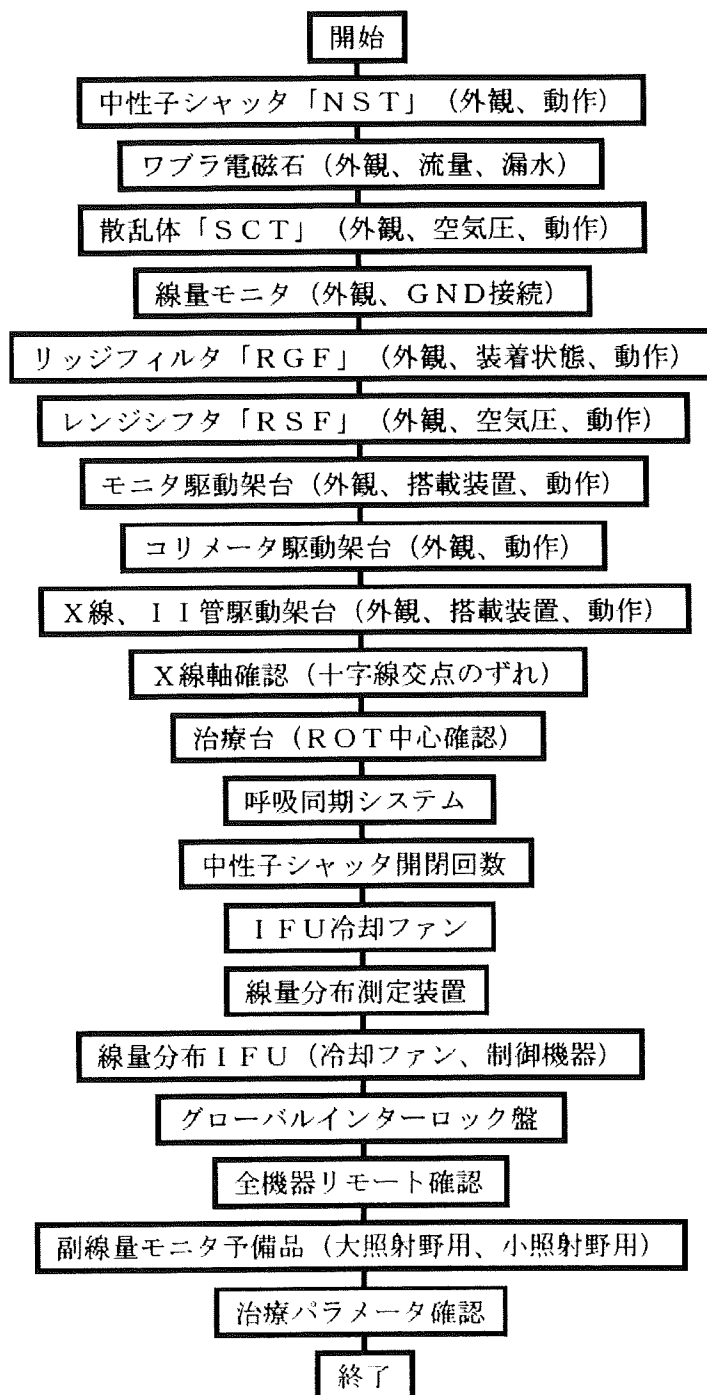 開始
中性子シャッタ「NST」(外観、動作)
ワブラ電磁石(外観、流量、漏水)
散乱体「SCT」(外観、空気圧、動作)
線量モニタ(外観、GND接続)
リッジフィルタ「RGF」(外観、装着状態、動作)
レンジシフタ「RSF」(外観、空気圧、動作)
モニタ駆動架台(外観、搭載装置、動作)
コリメータ駆動架台(外観、動作)
X線、II管駆動架台(外観、搭載装置、動作)
X線軸確認(十字線交点のずれ)
治療台(ROT中心確認)
呼吸同期システム
中性子シャッタ開閉回数
IFU冷却ファン
線量分布測定装置
線量分布IFU(冷却ファン、制御機器)
グローバルインターロック盤
全機器リモート確認
副線量モニタ予備品(大照射野用、小照射野用)
治療パラメータ確認
終了